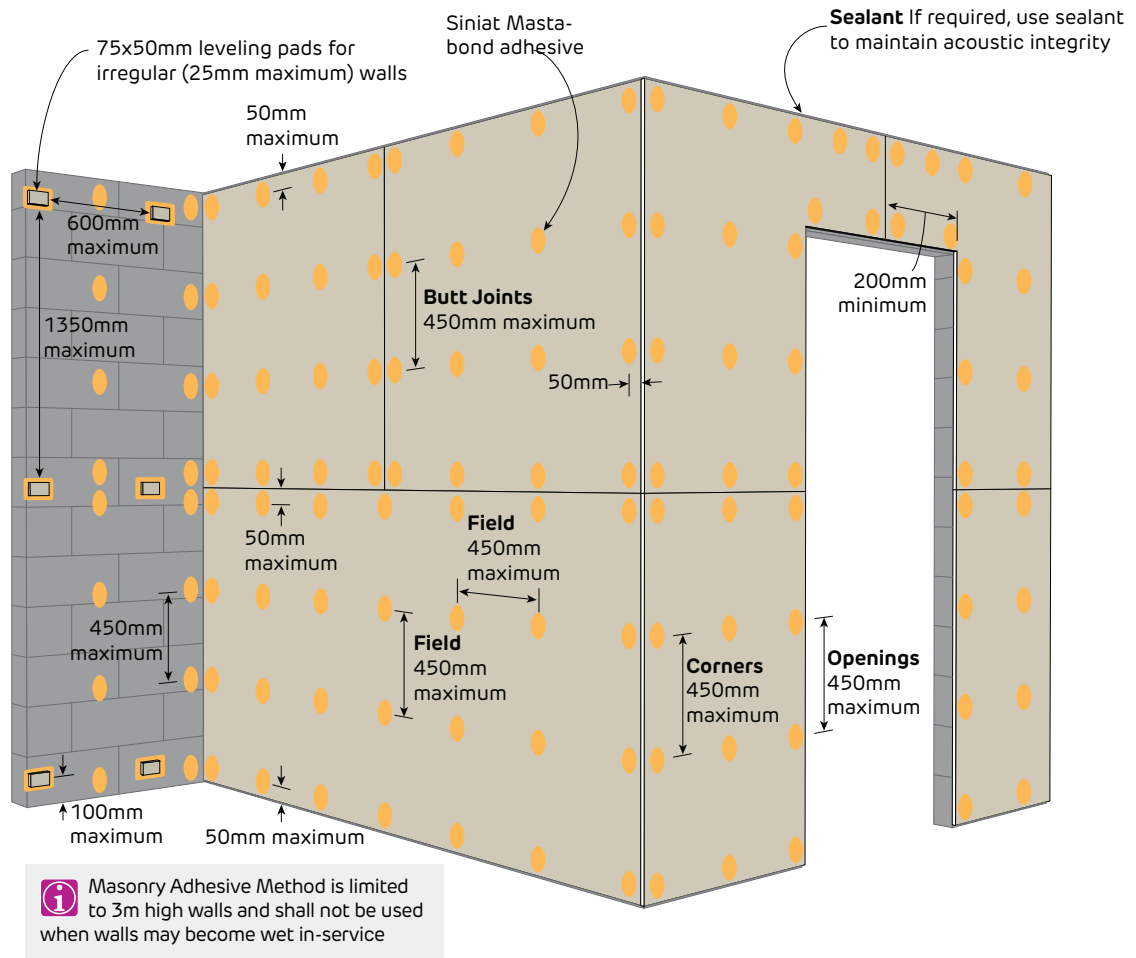 Siniat Masta-
bond adhesive
Sealant If required, use sealant
to maintain acoustic integrity
75x50mm leveling pads for
irregular (25mm maximum) walls
50mm
maximum
600mm
maximum
1350mm
maximum
Butt Joints
450mm maximum
200mm
minimum
50mm
50mm
maximum
Field
450mm
maximum
450mm
maximum
Field
450mm
maximum
Corners
450mm
maximum
Openings
450mm
maximum
100mm
maximum
50mm maximum
i
Masonry Adhesive Method is limited
to 3m high walls and shall not be used
when walls may become wet in-service